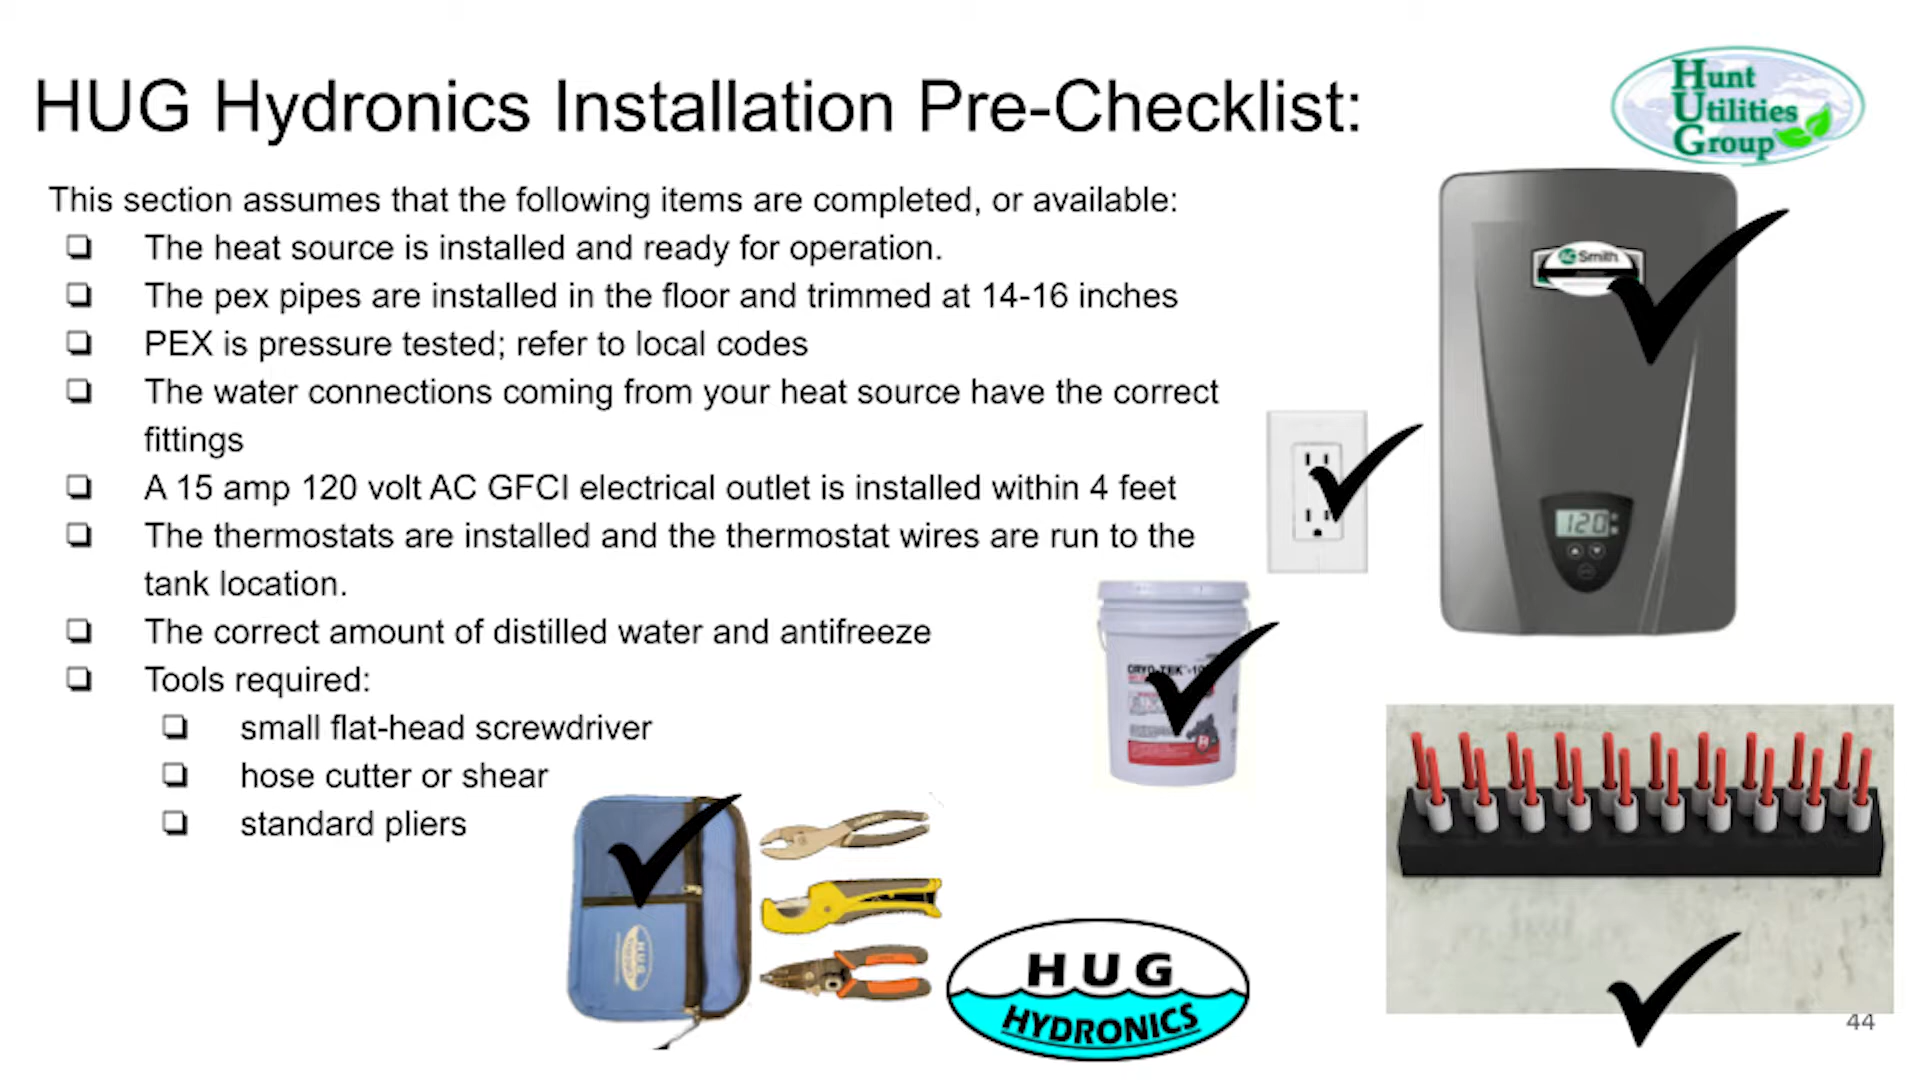 HUG Hydronics Installation Pre-Checklist:
Hunt
Utilities
Group
This section assumes that the following items are completed, or available:
The heat source is installed and ready for operation.
The pex pipes are installed in the floor and trimmed at 14-16 inches
PEX is pressure tested; refer to local codes
The water connections coming from your heat source have the correct
fittings
A 15 amp 120 volt AC GFCI electrical outlet is installed within 4 feet
The thermostats are installed and the thermostat wires are run to the
tank location.
The correct amount of distilled water and antifreeze
Tools required:
small flat-head screwdriver
hose cutter or shear
standard pliers
Smith
120
CRYO-TEK
HUG
HUG
HYDRONICS
44